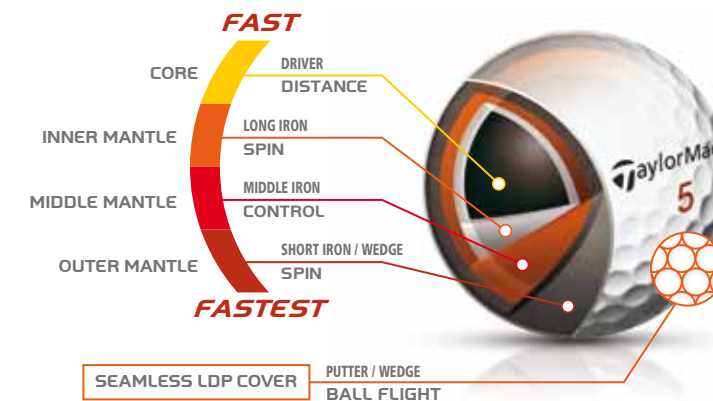 FAST
CORE
DRIVER
DISTANCE
INNER MANTLE
LONG IRON
SPIN
MIDDLE MANTLE
MIDDLE IRON
CONTROL
OUTER MANTLE
SHORT IRON / WEDGE
SPIN
FASTEST
SEAMLESS LDP COVER
PUTTER / WEDGE
BALL FLIGHT
TaylorMa
5